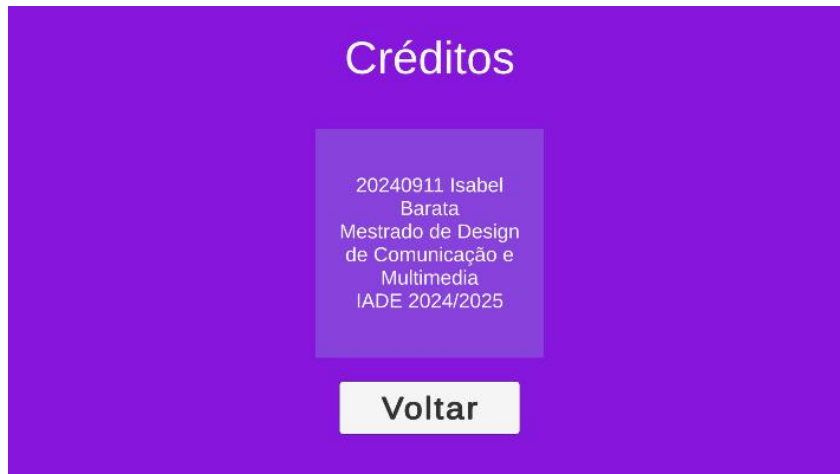 Créditos
20240911 Isabel
Barata
Mestrado de Design
de Comunicação e
Multimedia
IADE 2024/2025
Voltar